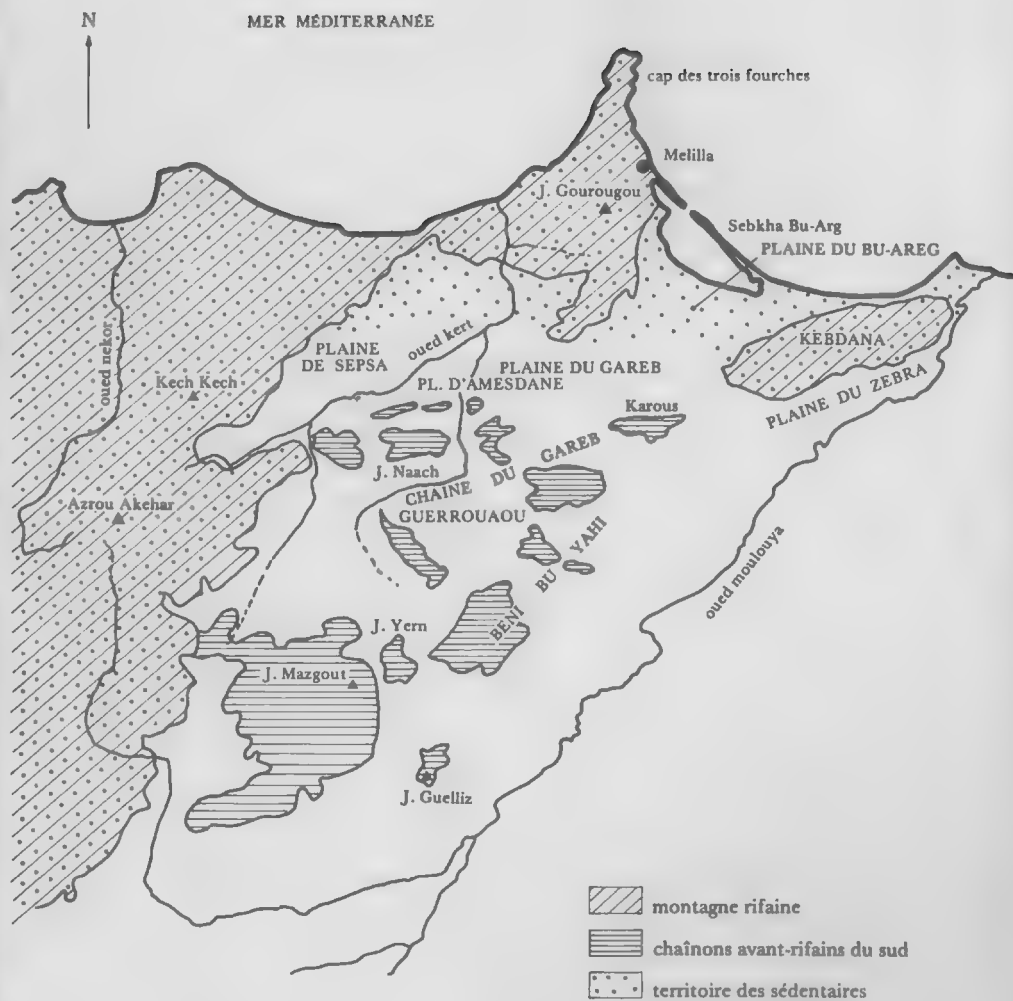 N
MER MÉDITERRANÉE
cap des trois fourches
Melilla
J. Gourougou
Sebkha Bu-Arg
PLAINE DU BU-AREG
oued nekor
Kech Kech
PLAINE
DE SEPSA
oued kert
PLAINE DU GAREB
PL. D'AMESDANE
KEBDANA
PLAINE DU ZEBRA
Karous
J. Naach
CHAINE DU GAREB
GUERROUAOU
Azrou Akehar
BENI BU YAHI
oued moulouya
J. Yern
J. Mazgout
J. Guelliz
montagne rifaine
chaînons avant-rifains du sud
territoire des sédentaires